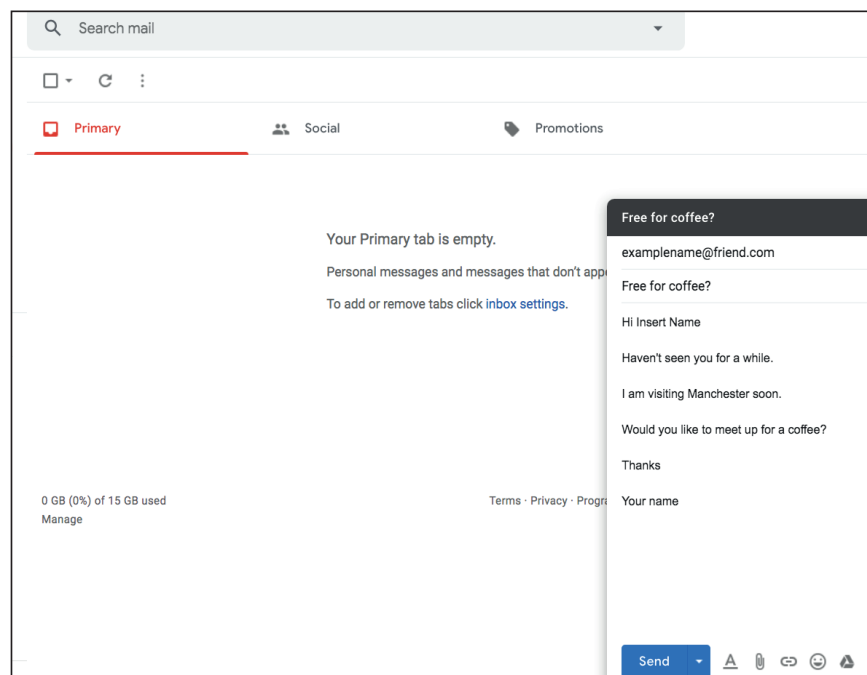 Search mail
Primary
Social
Promotions
Your Primary tab is empty.
Personal messages and messages that don't appe
To add or remove tabs click inbox settings.
0 GB (0%) of 15 GB used
Manage
Terms · Privacy · Progra
Free for coffee?
examplename@friend.com
Free for coffee?
Hi Insert Name
Haven't seen you for a while.
I am visiting Manchester soon.
Would you like to meet up for a coffee?
Thanks
Your name
Send